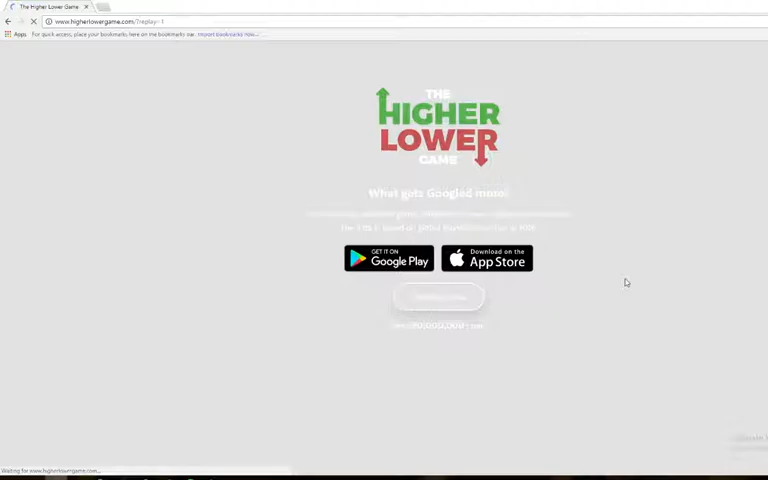 The Higher Lower Game
www.higherlowergame.com/?replay=1
Apps For quick access, place your bookmarks here on the bookmarks bar. Import bookmarks now...
THE
HIGHER
LOWER
GAME
What gets Googled more?
GET IT ON
Google Play
Download on the
App Store
Waiting for www.higherlowergame.com...